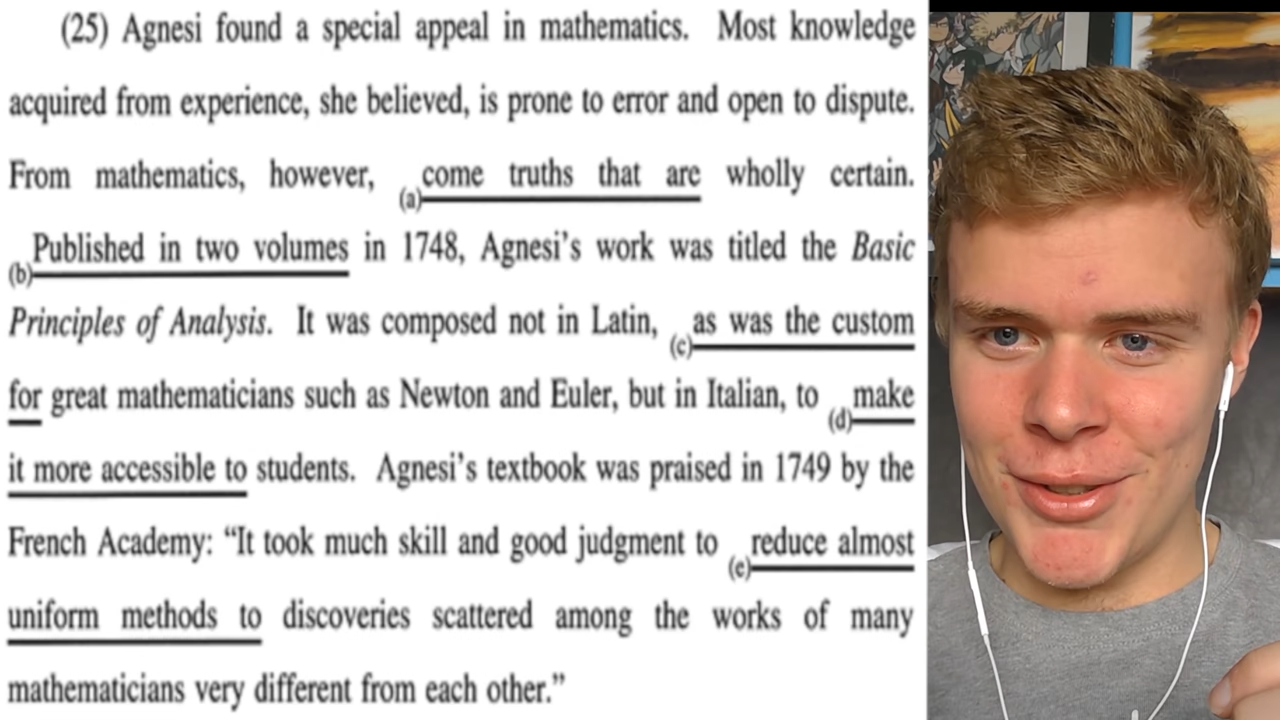 (25) Agnesi found a special appeal in mathematics. Most knowledge
acquired from experience, she believed, is prone to error and open to dispute.
From mathematics, however, (a)come truths that are wholly certain.
(b)Published in two volumes in 1748, Agnesi's work was titled the Basic
Principles of Analysis. It was composed not in Latin, (c)as was the custom
for great mathematicians such as Newton and Euler, but in Italian, to (d)make
it more accessible to students. Agnesi's textbook was praised in 1749 by the
French Academy: “It took much skill and good judgment to (e)reduce almost
uniform methods to discoveries scattered among the works of many
mathematicians very different from each other.”